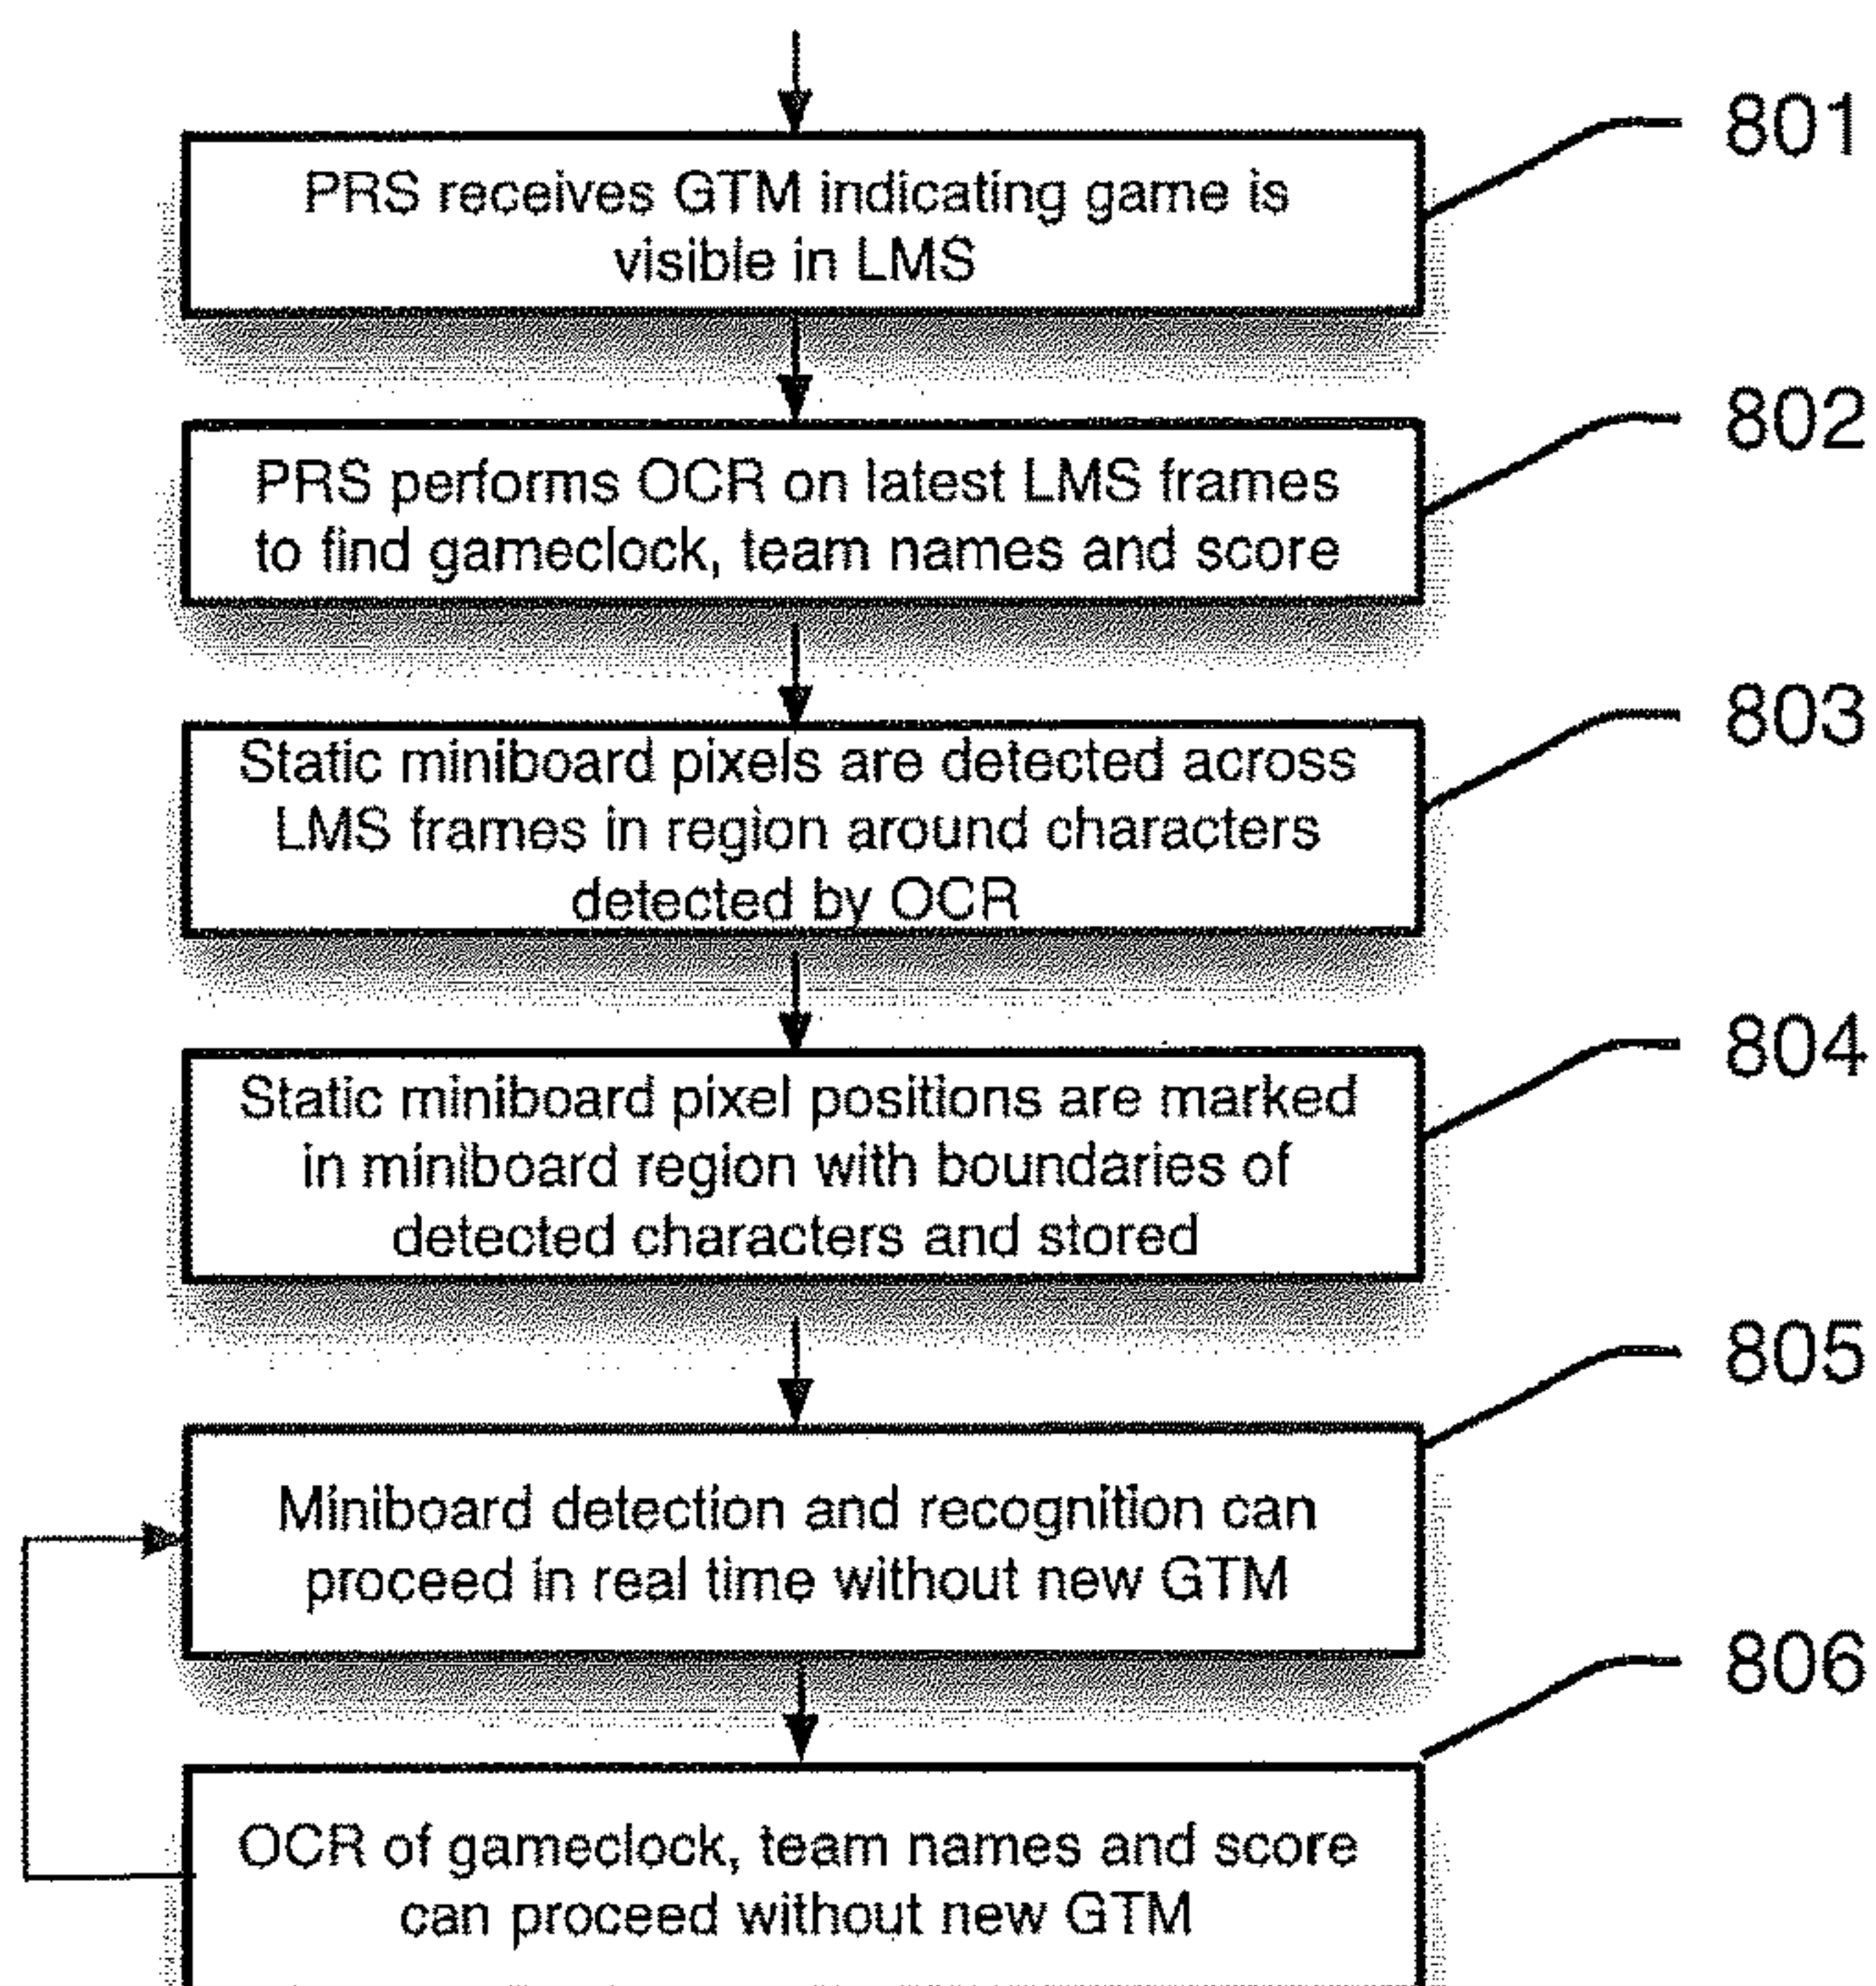 801
PRS receives GTM indicating game is
visible in LMS
802
PRS performs OCR on latest LMS frames
to find gameclock, team names and score
803
Static miniboard pixels are detected across
LMS frames in region around characters
detected by OCR
804
Static miniboard pixel positions are marked
in miniboard region with boundaries of
detected characters and stored
805
Miniboard detection and recognition can
proceed in real time without new GTM
806
OCR of gameclock, team names and score
can proceed without new GTM